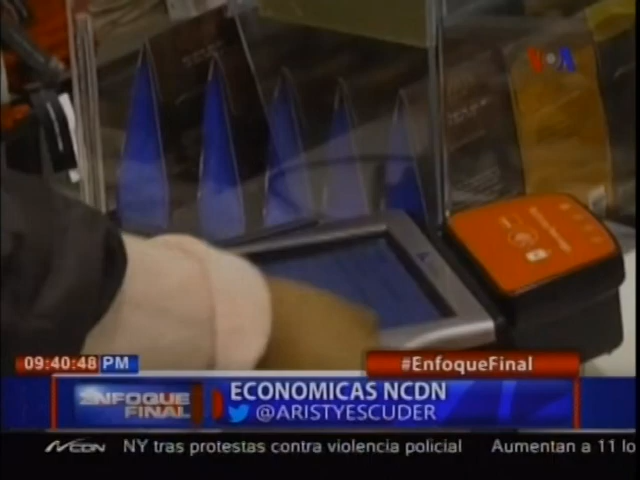 VOA
09:40:48 PM
#EnfoqueFinal
ENFOQUE
FINAL
ECONOMICAS NCDN
@ARISTYESCUDER
NCDN NY tras protestas contra violencia policial Aumentan a 11 lo